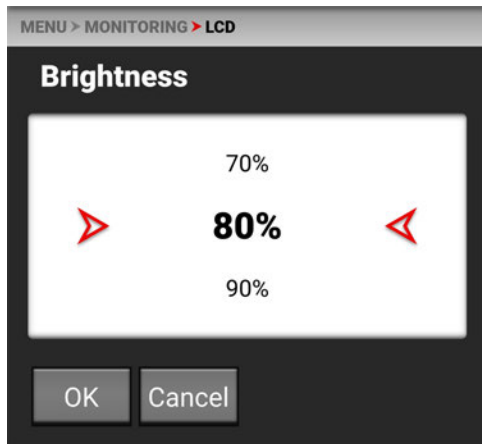 MENU > MONITORING > LCD
Brightness
70%
80%
90%
OK Cancel